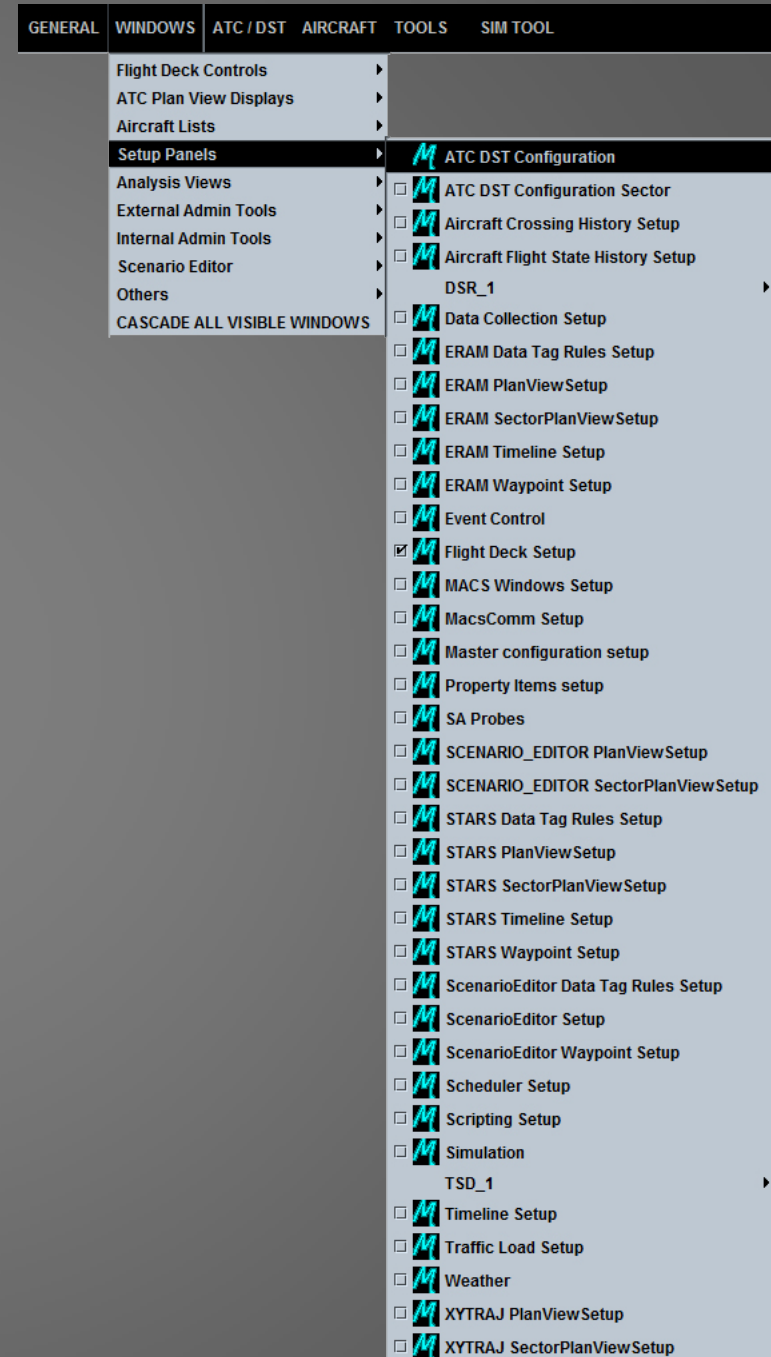 GENERAL WINDOWS ATC / DST AIRCRAFT TOOLS SIM TOOL
Flight Deck Controls
ATC Plan View Displays
Aircraft Lists
Setup Panels
Analysis Views
External Admin Tools
Internal Admin Tools
Scenario Editor
Others
CASCADE ALL VISIBLE WINDOWS
ATC DST Configuration
ATC DST Configuration Sector
Aircraft Crossing History Setup
Aircraft Flight State History Setup
DSR_1
Data Collection Setup
ERAM Data Tag Rules Setup
ERAM PlanViewSetup
ERAM SectorPlanViewSetup
ERAM Timeline Setup
ERAM Waypoint Setup
Event Control
Flight Deck Setup
MACS Windows Setup
MacsComm Setup
Master configuration setup
Property Items setup
SA Probes
SCENARIO_EDITOR PlanViewSetup
SCENARIO_EDITOR SectorPlanViewSetup
STARS Data Tag Rules Setup
STARS PlanViewSetup
STARS SectorPlanViewSetup
STARS Timeline Setup
STARS Waypoint Setup
ScenarioEditor Data Tag Rules Setup
ScenarioEditor Setup
ScenarioEditor Waypoint Setup
Scheduler Setup
Scripting Setup
Simulation
TSD_1
Timeline Setup
Traffic Load Setup
Weather
XYTRAJ PlanViewSetup
XYTRAJ SectorPlanViewSetup